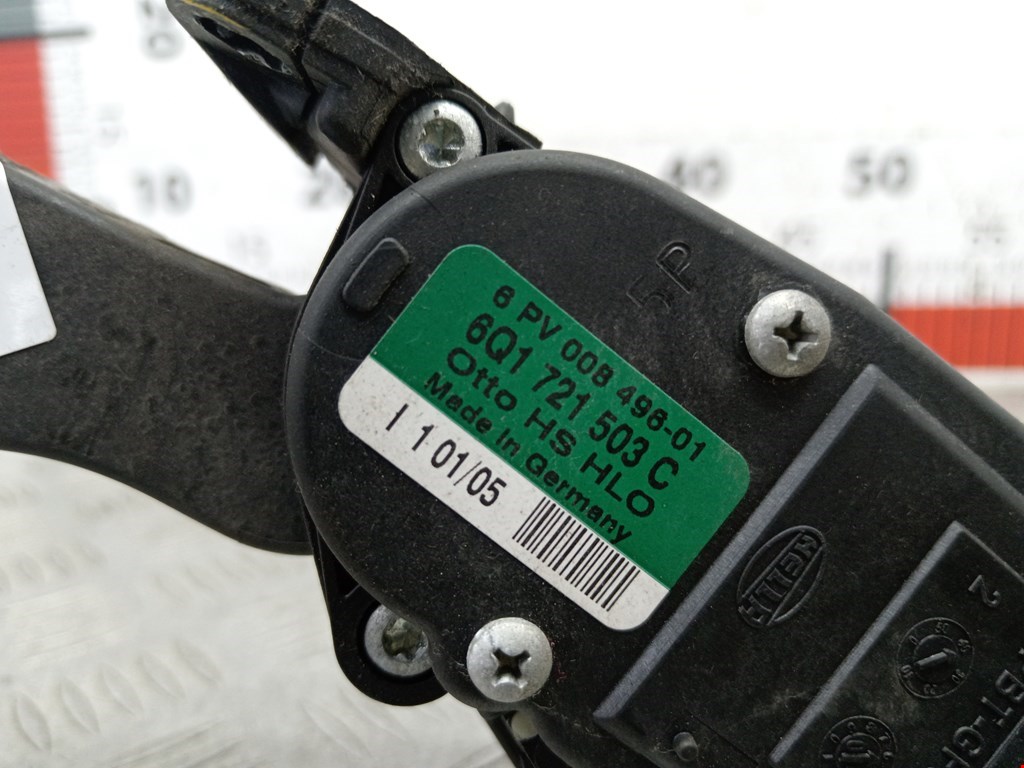 6 PV 008 496-01
6Q1 721 503 C
Otto HS HLO
Made in Germany
I 1 01/05
HELLA
10
20
40
50